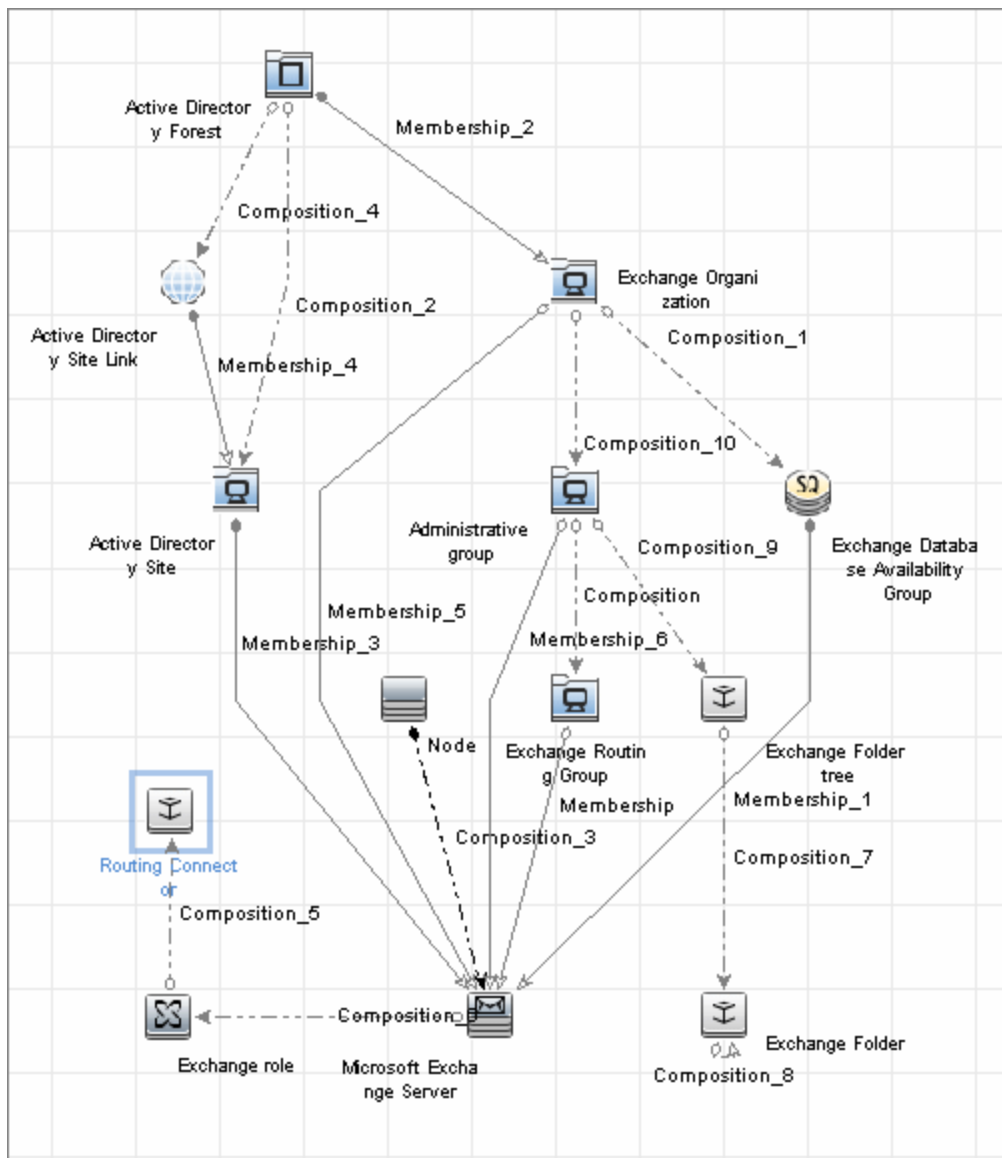 Active Director
y Forest
Membership_2
Composition_4
Exchange Organi
zation
Composition_2
Active Director
y Site Link
Composition_1
Membership_4
Composition_10
Active Director
y Site
Administrative
group
Composition_9
Exchange Databa
se Availability
Group
Composition
Membership_5
Membership_3
Membership_6
Node
Exchange Routin
g Group
Exchange Folder
tree
Membership
Membership_1
Composition_3
Composition_7
Routing Connect
or
Composition_5
Composition_
Exchange role
Microsoft Excha
nge Server
Exchange Folder
Composition_8